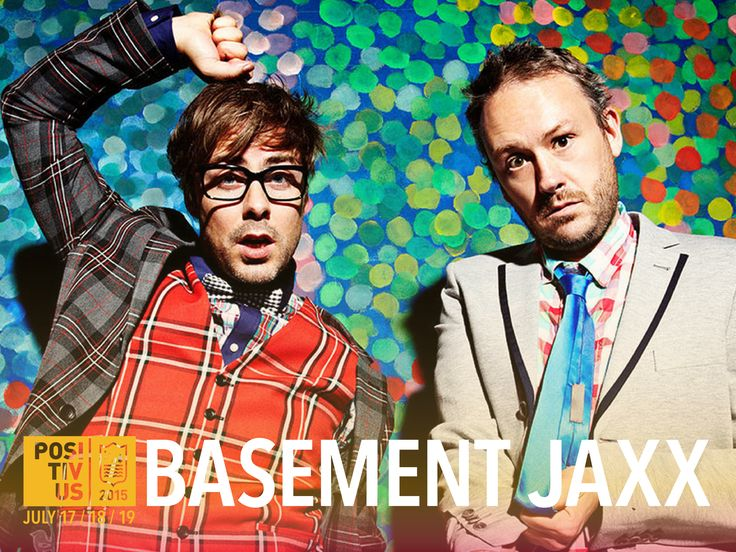 POSI
TIV
US
2015
JULY 17 / 18 / 19
BASEMENT JAXX